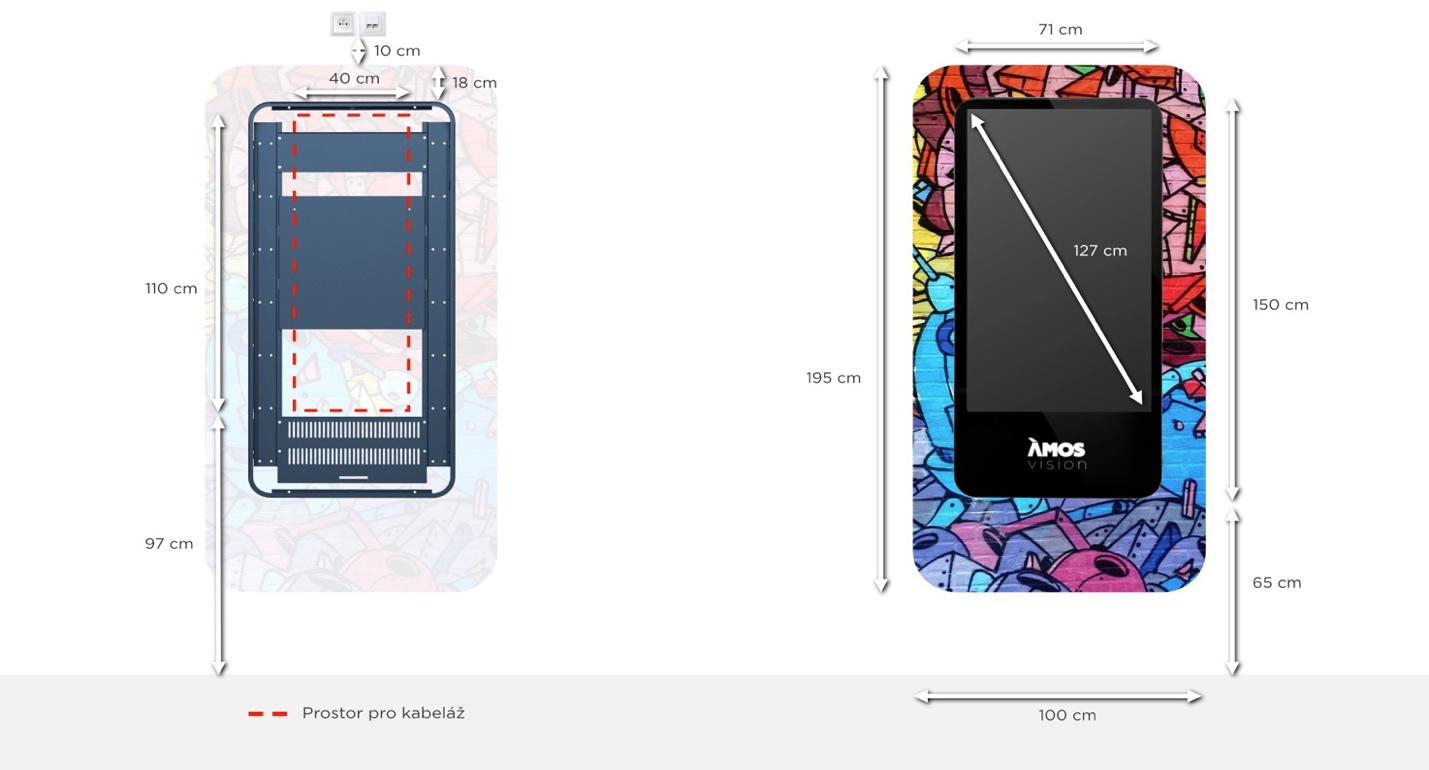 10 cm
40 cm
18 cm
110 cm
97 cm
Prostor pro kabeláž
71 cm
127 cm
150 cm
195 cm
ÀMOS
vision
65 cm
100 cm